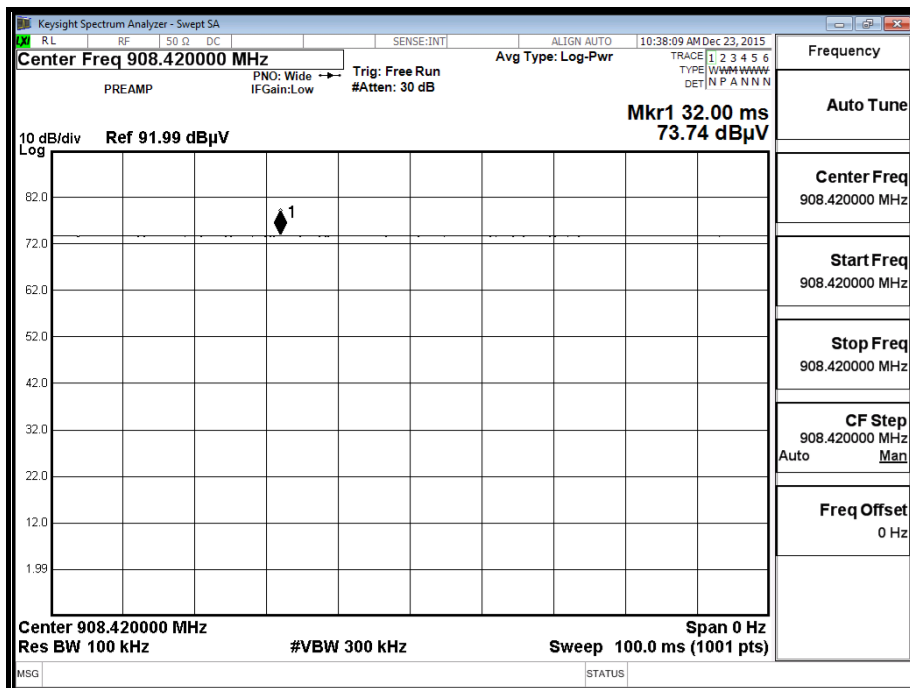 Keysight Spectrum Analyzer - Swept SA
LXI RL RF 50 Ω DC SENSE:INT ALIGN AUTO 10:38:09 AM Dec 23, 2015
Center Freq 908.420000 MHz
PREAMP
PNO: Wide
IFGain:Low
Trig: Free Run
#Atten: 30 dB
Avg Type: Log-Pwr
TRACE 1 2 3 4 5 6
TYPE
DET N P A N N N
Mkr1 32.00 ms
73.74 dBµV
10 dB/div Ref 91.99 dBµV
Log
82.0
72.0
62.0
52.0
42.0
32.0
22.0
12.0
1.99
1
Center 908.420000 MHz Span 0 Hz
Res BW 100 kHz #VBW 300 kHz Sweep 100.0 ms (1001 pts)
MSG STATUS
Frequency
Auto Tune
Center Freq
908.420000 MHz
Start Freq
908.420000 MHz
Stop Freq
908.420000 MHz
CF Step
908.420000 MHz
Auto Man
Freq Offset
0 Hz